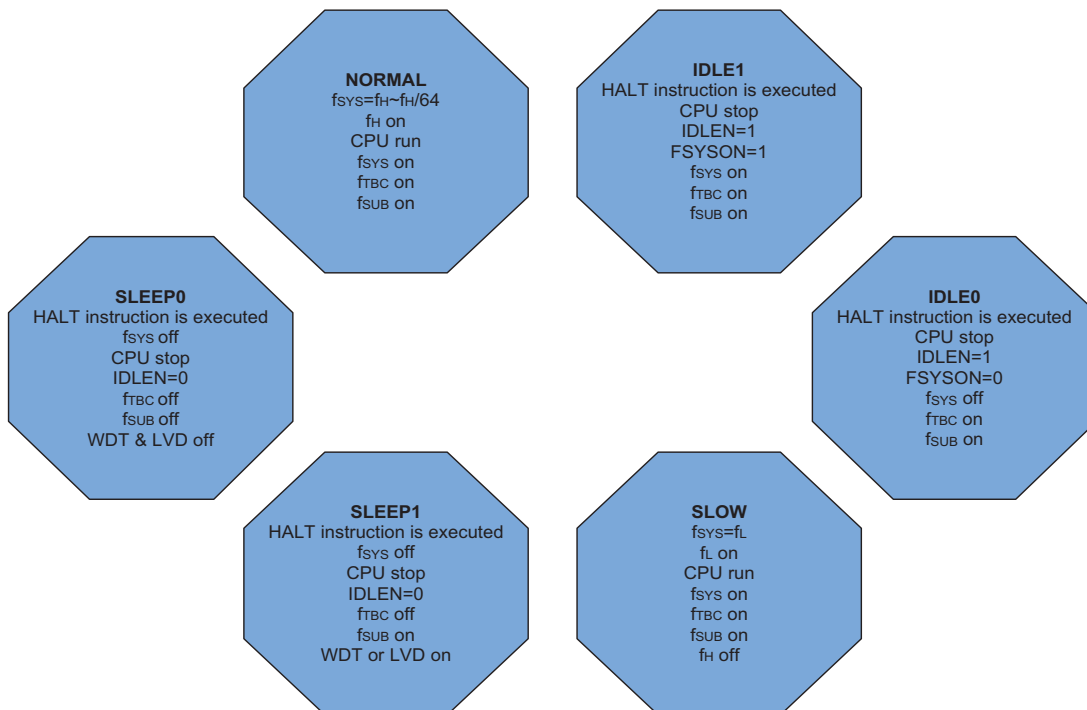 NORMAL
fSYS=fH~fH/64
fH on
CPU run
fSYS on
fTBC on
fSUB on
IDLE1
HALT instruction is executed
CPU stop
IDLEN=1
FSYSON=1
fSYS on
fTBC on
fSUB on
SLEEP0
HALT instruction is executed
fSYS off
CPU stop
IDLEN=0
fTBC off
fSUB off
WDT & LVD off
IDLE0
HALT instruction is executed
CPU stop
IDLEN=1
FSYSON=0
fSYS off
fTBC on
fSUB on
SLEEP1
HALT instruction is executed
fSYS off
CPU stop
IDLEN=0
fTBC off
fSUB on
WDT or LVD on
SLOW
fSYS=fL
fL on
CPU run
fSYS on
fTBC on
fSUB on
fH off